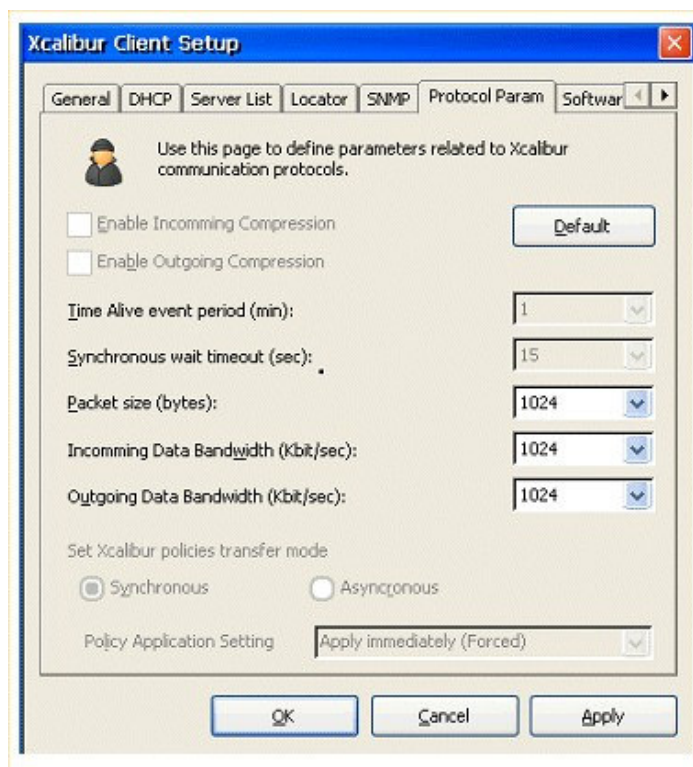 Xcalibur Client Setup
General DHCP Server List Locator SNMP Protocol Param Softwar
Use this page to define parameters related to Xcalibur
communication protocols.
Enable Incomming Compression
Default
Enable Outgoing Compression
Time Alive event period (min): 1
Synchronous wait timeout (sec): 15
Packet size (bytes): 1024
Incomming Data Bandwidth (Kbit/sec): 1024
Outgoing Data Bandwidth (Kbit/sec): 1024
Set Xcalibur policies transfer mode
Synchronous Asyncronous
Policy Application Setting Apply immediately (Forced)
OK Cancel Apply